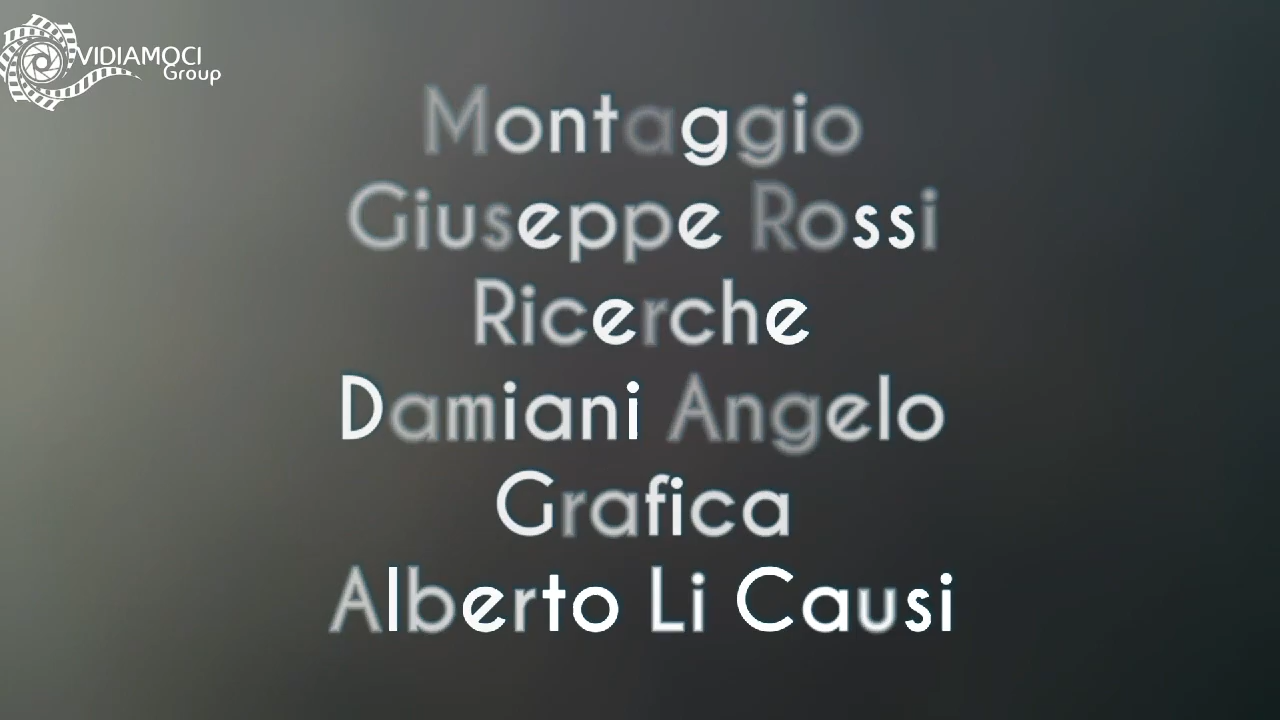 VIDIAMOCI
Group
Montaggio
Giuseppe Rossi
Ricerche
Damiani Angelo
Grafica
Alberto Li Causi